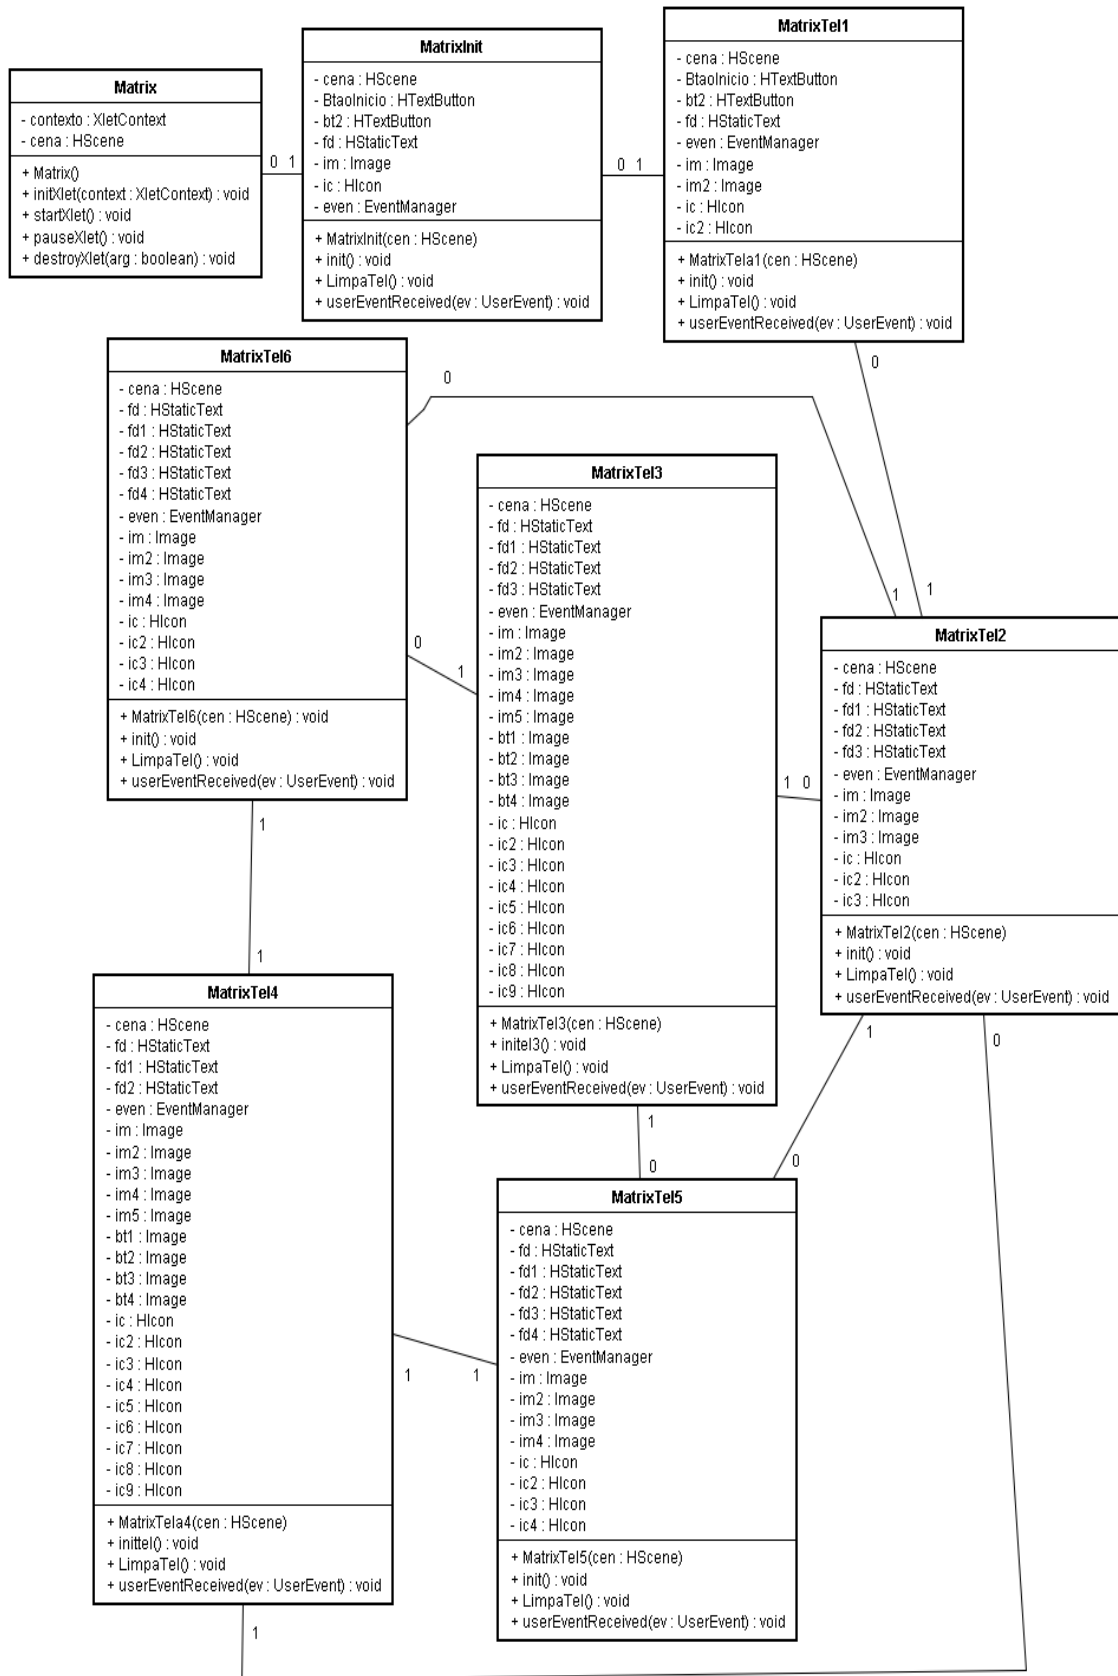 Matrix
- contexto : XletContext
- cena : HScene
+ Matrix()
+ initXlet(context : XletContext) : void
+ startXlet() : void
+ pauseXlet() : void
+ destroyXlet(arg : boolean) : void
0 1
MatrixInit
- cena : HScene
- BtaoInicio : HTextButton
- bt2 : HTextButton
- fd : HStaticText
- im : Image
- ic : HIcon
- even : EventManager
+ MatrixInit(cen : HScene)
+ init() : void
+ LimpaTel() : void
+ userEventReceived(ev : UserEvent) : void
0 1
MatrixTel1
- cena : HScene
- BtaoInicio : HTextButton
- bt2 : HTextButton
- fd : HStaticText
- even : EventManager
- im : Image
- im2 : Image
- ic : HIcon
- ic2 : HIcon
+ MatrixTela1(cen : HScene)
+ init() : void
+ LimpaTel() : void
+ userEventReceived(ev : UserEvent) : void
0
1
0
1
MatrixTel6
- cena : HScene
- fd : HStaticText
- fd1 : HStaticText
- fd2 : HStaticText
- fd3 : HStaticText
- fd4 : HStaticText
- even : EventManager
- im : Image
- im2 : Image
- im3 : Image
- im4 : Image
- ic : HIcon
- ic2 : HIcon
- ic3 : HIcon
- ic4 : HIcon
+ MatrixTel6(cen : HScene) : void
+ init() : void
+ LimpaTel() : void
+ userEventReceived(ev : UserEvent) : void
0
1
1
1
MatrixTel3
- cena : HScene
- fd : HStaticText
- fd1 : HStaticText
- fd2 : HStaticText
- fd3 : HStaticText
- even : EventManager
- im : Image
- im2 : Image
- im3 : Image
- im4 : Image
- im5 : Image
- bt1 : Image
- bt2 : Image
- bt3 : Image
- bt4 : Image
- ic : HIcon
- ic2 : HIcon
- ic3 : HIcon
- ic4 : HIcon
- ic5 : HIcon
- ic6 : HIcon
- ic7 : HIcon
- ic8 : HIcon
- ic9 : HIcon
+ MatrixTel3(cen : HScene)
+ initel3() : void
+ LimpaTel() : void
+ userEventReceived(ev : UserEvent) : void
1 0
1
0
MatrixTel2
- cena : HScene
- fd : HStaticText
- fd1 : HStaticText
- fd2 : HStaticText
- fd3 : HStaticText
- even : EventManager
- im : Image
- im2 : Image
- im3 : Image
- ic : HIcon
- ic2 : HIcon
- ic3 : HIcon
+ MatrixTel2(cen : HScene)
+ init() : void
+ LimpaTel() : void
+ userEventReceived(ev : UserEvent) : void
1
0
0
MatrixTel4
- cena : HScene
- fd : HStaticText
- fd1 : HStaticText
- fd2 : HStaticText
- even : EventManager
- im : Image
- im2 : Image
- im3 : Image
- im4 : Image
- im5 : Image
- bt1 : Image
- bt2 : Image
- bt3 : Image
- bt4 : Image
- ic : HIcon
- ic2 : HIcon
- ic3 : HIcon
- ic4 : HIcon
- ic5 : HIcon
- ic6 : HIcon
- ic7 : HIcon
- ic8 : HIcon
- ic9 : HIcon
+ MatrixTela4(cen : HScene)
+ inittel() : void
+ LimpaTel() : void
+ userEventReceived(ev : UserEvent) : void
1
1
1
MatrixTel5
- cena : HScene
- fd : HStaticText
- fd1 : HStaticText
- fd2 : HStaticText
- fd3 : HStaticText
- fd4 : HStaticText
- even : EventManager
- im : Image
- im2 : Image
- im3 : Image
- im4 : Image
- ic : HIcon
- ic2 : HIcon
- ic3 : HIcon
- ic4 : HIcon
+ MatrixTel5(cen : HScene)
+ init() : void
+ LimpaTel() : void
+ userEventReceived(ev : UserEvent) : void